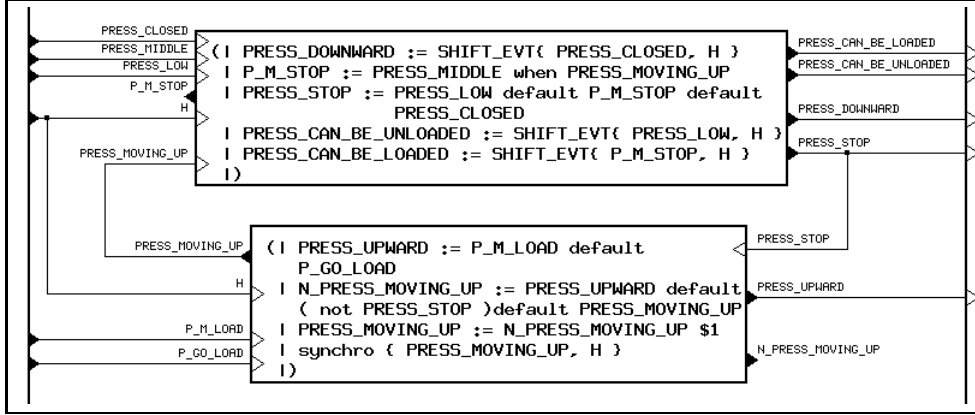 PRESS_CLOSED
PRESS_MIDDLE
PRESS_LOW
P_M_STOP
H
PRESS_MOVING_UP
(| PRESS_DOWNWARD := SHIFT_EVT{ PRESS_CLOSED, H }
| P_M_STOP := PRESS_MIDDLE when PRESS_MOVING_UP
| PRESS_STOP := PRESS_LOW default P_M_STOP default
PRESS_CLOSED
| PRESS_CAN_BE_UNLOADED := SHIFT_EVT{ PRESS_LOW, H }
| PRESS_CAN_BE_LOADED := SHIFT_EVT{ P_M_STOP, H }
|)
PRESS_CAN_BE_LOADED
PRESS_CAN_BE_UNLOADED
PRESS_DOWNWARD
PRESS_STOP
PRESS_MOVING_UP
H
P_M_LOAD
P_GO_LOAD
(| PRESS_UPWARD := P_M_LOAD default
P_GO_LOAD
| N_PRESS_MOVING_UP := PRESS_UPWARD default
( not PRESS_STOP )default PRESS_MOVING_UP
| PRESS_MOVING_UP := N_PRESS_MOVING_UP $1
| synchro { PRESS_MOVING_UP, H }
|)
PRESS_STOP
PRESS_UPWARD
N_PRESS_MOVING_UP